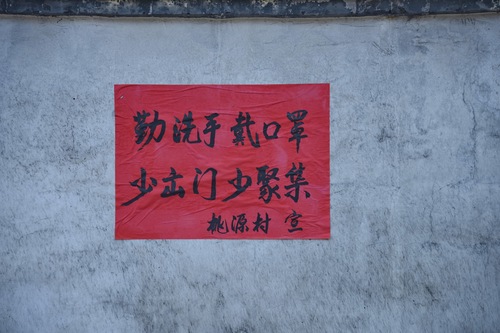 勤洗手戴口罩
少出门少聚集
桃源村 宣